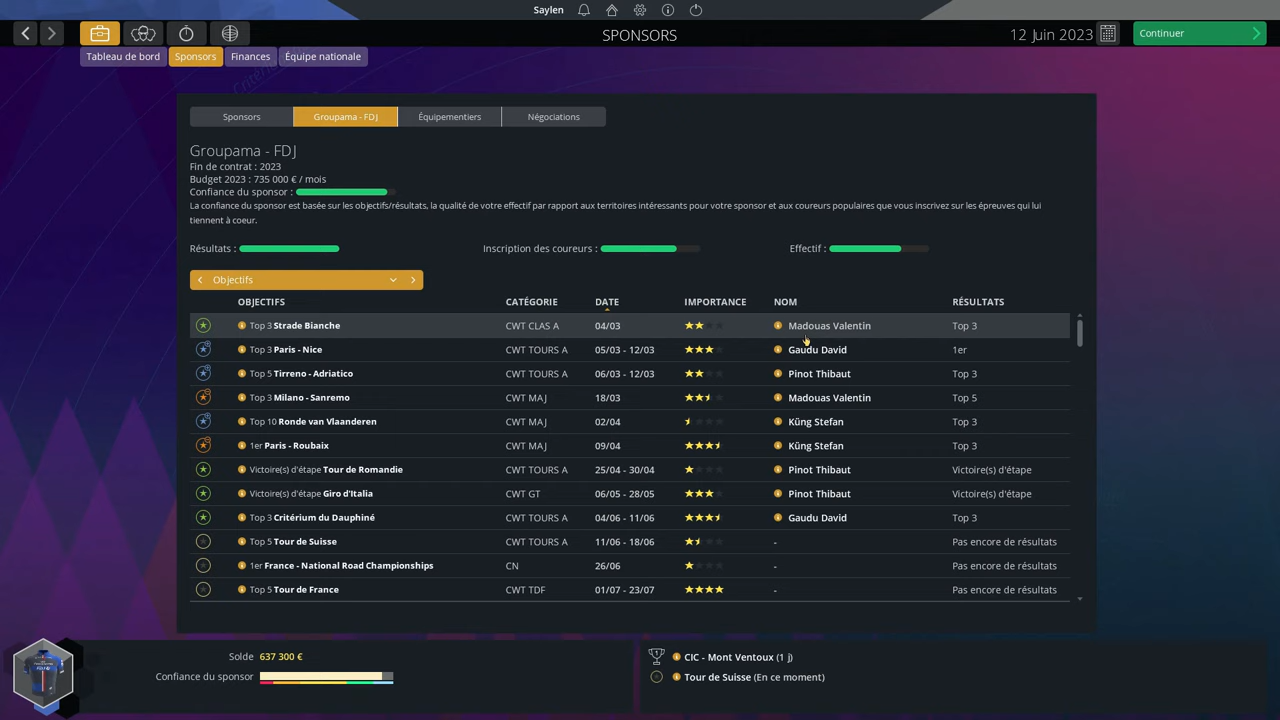 Saylen
SPONSORS
12 Juin 2023
Continuer
Tableau de bord
Sponsors
Finances
Équipe nationale
Sponsors
Groupama - FDJ
Équipementiers
Négociations
Groupama - FDJ
Fin de contrat : 2023
Budget 2023 : 735 000 € / mois
Confiance du sponsor :
La confiance du sponsor est basée sur les objectifs/résultats, la qualité de votre effectif par rapport aux territoires intéressants pour votre sponsor et aux coureurs populaires que vous inscrivez sur les épreuves qui lui
tiennent à coeur.
Résultats :
Inscription des coureurs :
Effectif :
Objectifs
OBJECTIFS CATÉGORIE DATE IMPORTANCE NOM RÉSULTATS
Top 3 Strade Bianche CWT CLAS A 04/03 Madouas Valentin Top 3
Top 3 Paris - Nice CWT TOURS A 05/03 - 12/03 Gaudu David 1er
Top 5 Tirreno - Adriatico CWT TOURS A 06/03 - 12/03 Pinot Thibaut Top 3
Top 3 Milano - Sanremo CWT MAJ 18/03 Madouas Valentin Top 5
Top 10 Ronde van Vlaanderen CWT MAJ 02/04 Küng Stefan Top 3
1er Paris - Roubaix CWT MAJ 09/04 Küng Stefan Top 3
Victoire(s) d'étape Tour de Romandie CWT TOURS A 25/04 - 30/04 Pinot Thibaut Victoire(s) d'étape
Victoire(s) d'étape Giro d'Italia CWT GT 06/05 - 28/05 Pinot Thibaut Victoire(s) d'étape
Top 3 Critérium du Dauphiné CWT TOURS A 04/06 - 11/06 Gaudu David Top 3
Top 5 Tour de Suisse CWT TOURS A 11/06 - 18/06 - Pas encore de résultats
1er France - National Road Championships CN 26/06 - Pas encore de résultats
Top 5 Tour de France CWT TDF 01/07 - 23/07 - Pas encore de résultats
Solde 637 300 €
Confiance du sponsor
CIC - Mont Ventoux (1 j)
Tour de Suisse (En ce moment)